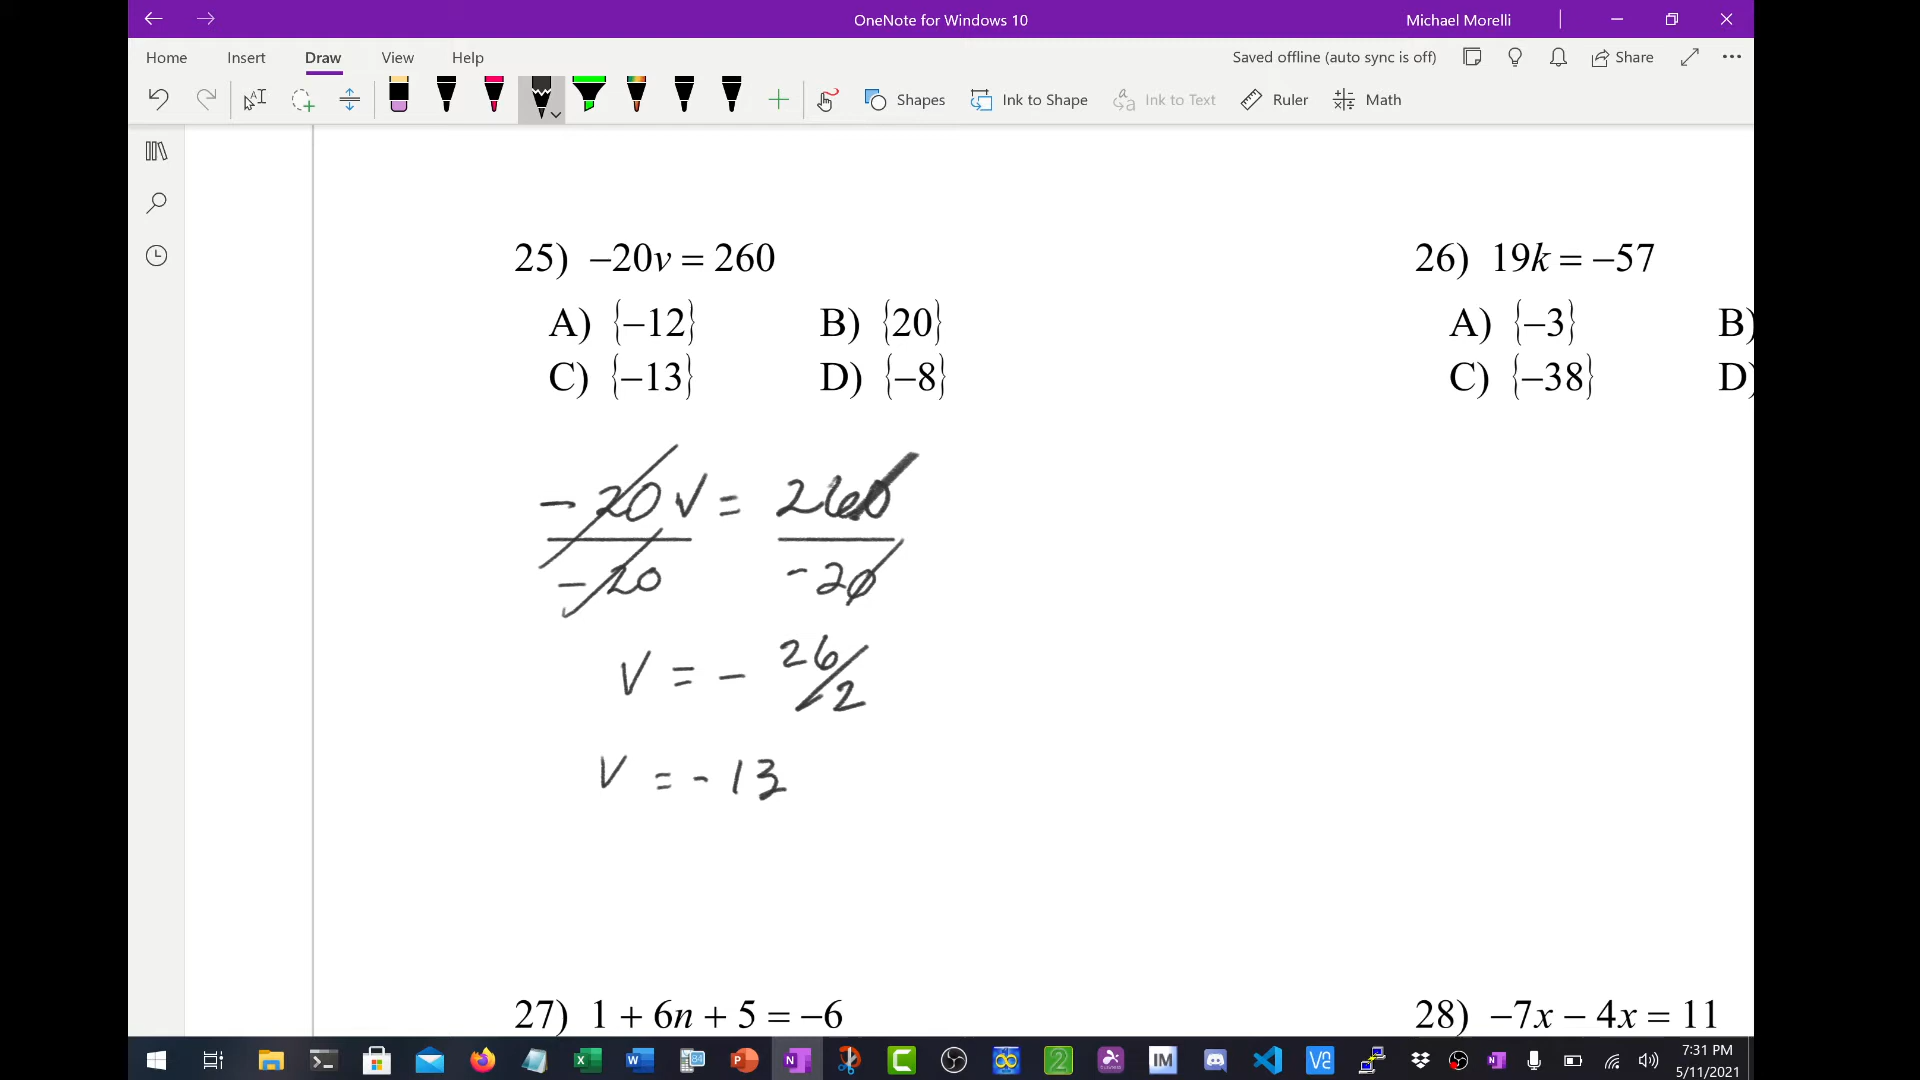 OneNote for Windows 10
Michael Morelli
Home Insert Draw View Help
Saved offline (auto sync is off) Share
Shapes Ink to Shape Ink to Text Ruler Math
25) −20v = 260
A) {−12} B) {20}
C) {−13} D) {−8}
26) 19k = −57
A) {−3} B)
C) {−38} D)
- 20 V = 260
- 20 - 20
V = - 26/2
V = - 13
27) 1 + 6n + 5 = −6
28) −7x − 4x = 11
7:31 PM
5/11/2021